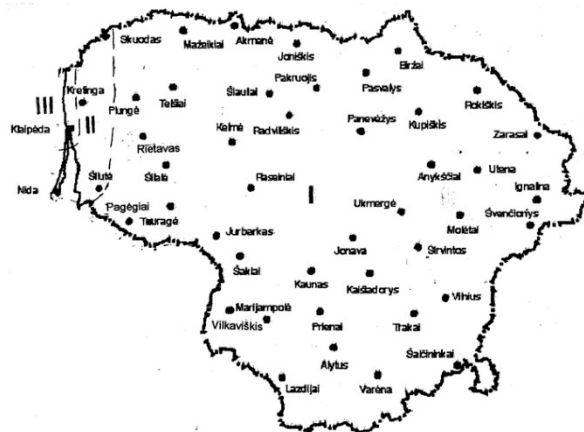 Skuodas
Mažeikiai
Akmenė
Joniškis
Biržai
Kretinga
III
Plungė
Telšiai
Šiauliai
Pakruojis
Pasvalys
Rokiškis
Klaipėda
II
Kelmė
Radviliškis
Panevėžys
Kupiškis
Zarasai
Rietavas
Nida
Šilutė
Šilalė
Raseiniai
I
Anykščiai
Utena
Ignalina
Pagėgiai
Tauragė
Ukmergė
Molėtai
Švenčionys
Jurbarkas
Jonava
Širvintos
Šakiai
Kaunas
Kaišiadorys
Vilnius
Marijampolė
Vilkaviškis
Prienai
Trakai
Alytus
Šalčininkai
Lazdijai
Varėna